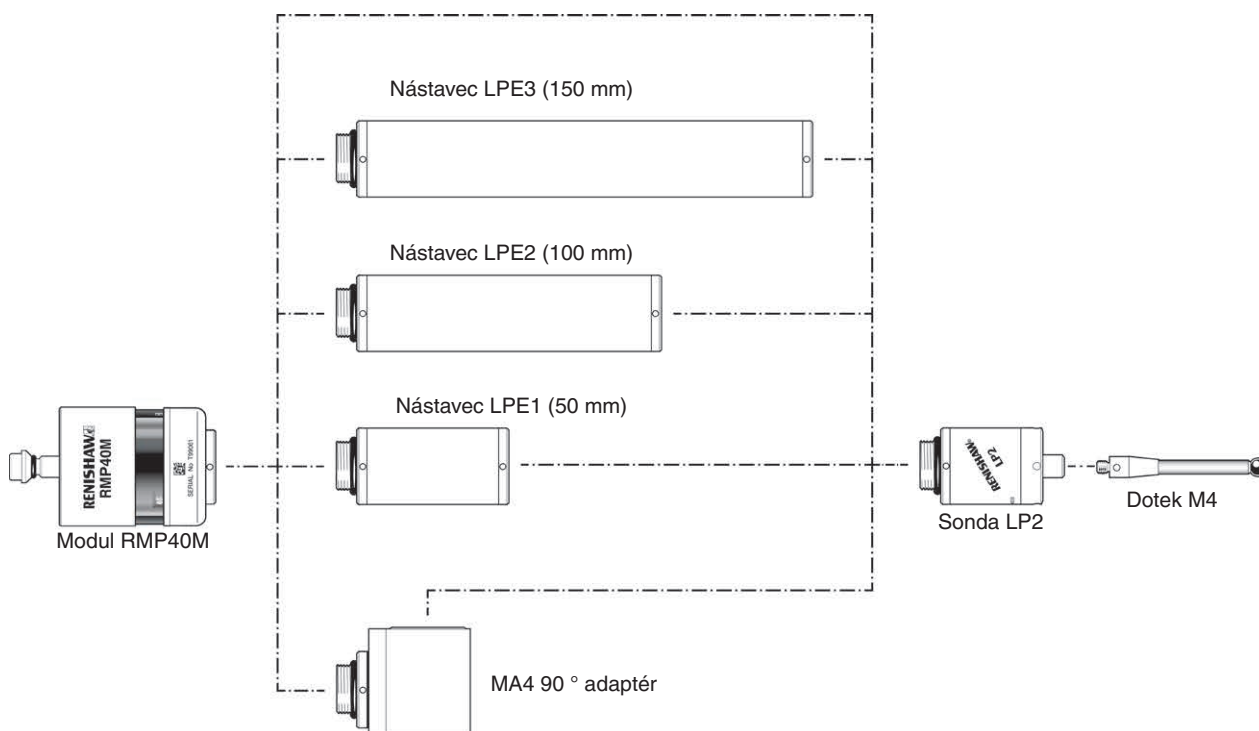 Nástavec LPE3 (150 mm)
Nástavec LPE2 (100 mm)
Nástavec LPE1 (50 mm)
RENISHAW
RMP40M
SERIAL No T99001
Modul RMP40M
RENISHAW
LP2
Sonda LP2
Dotek M4
MA4 90 ° adaptér